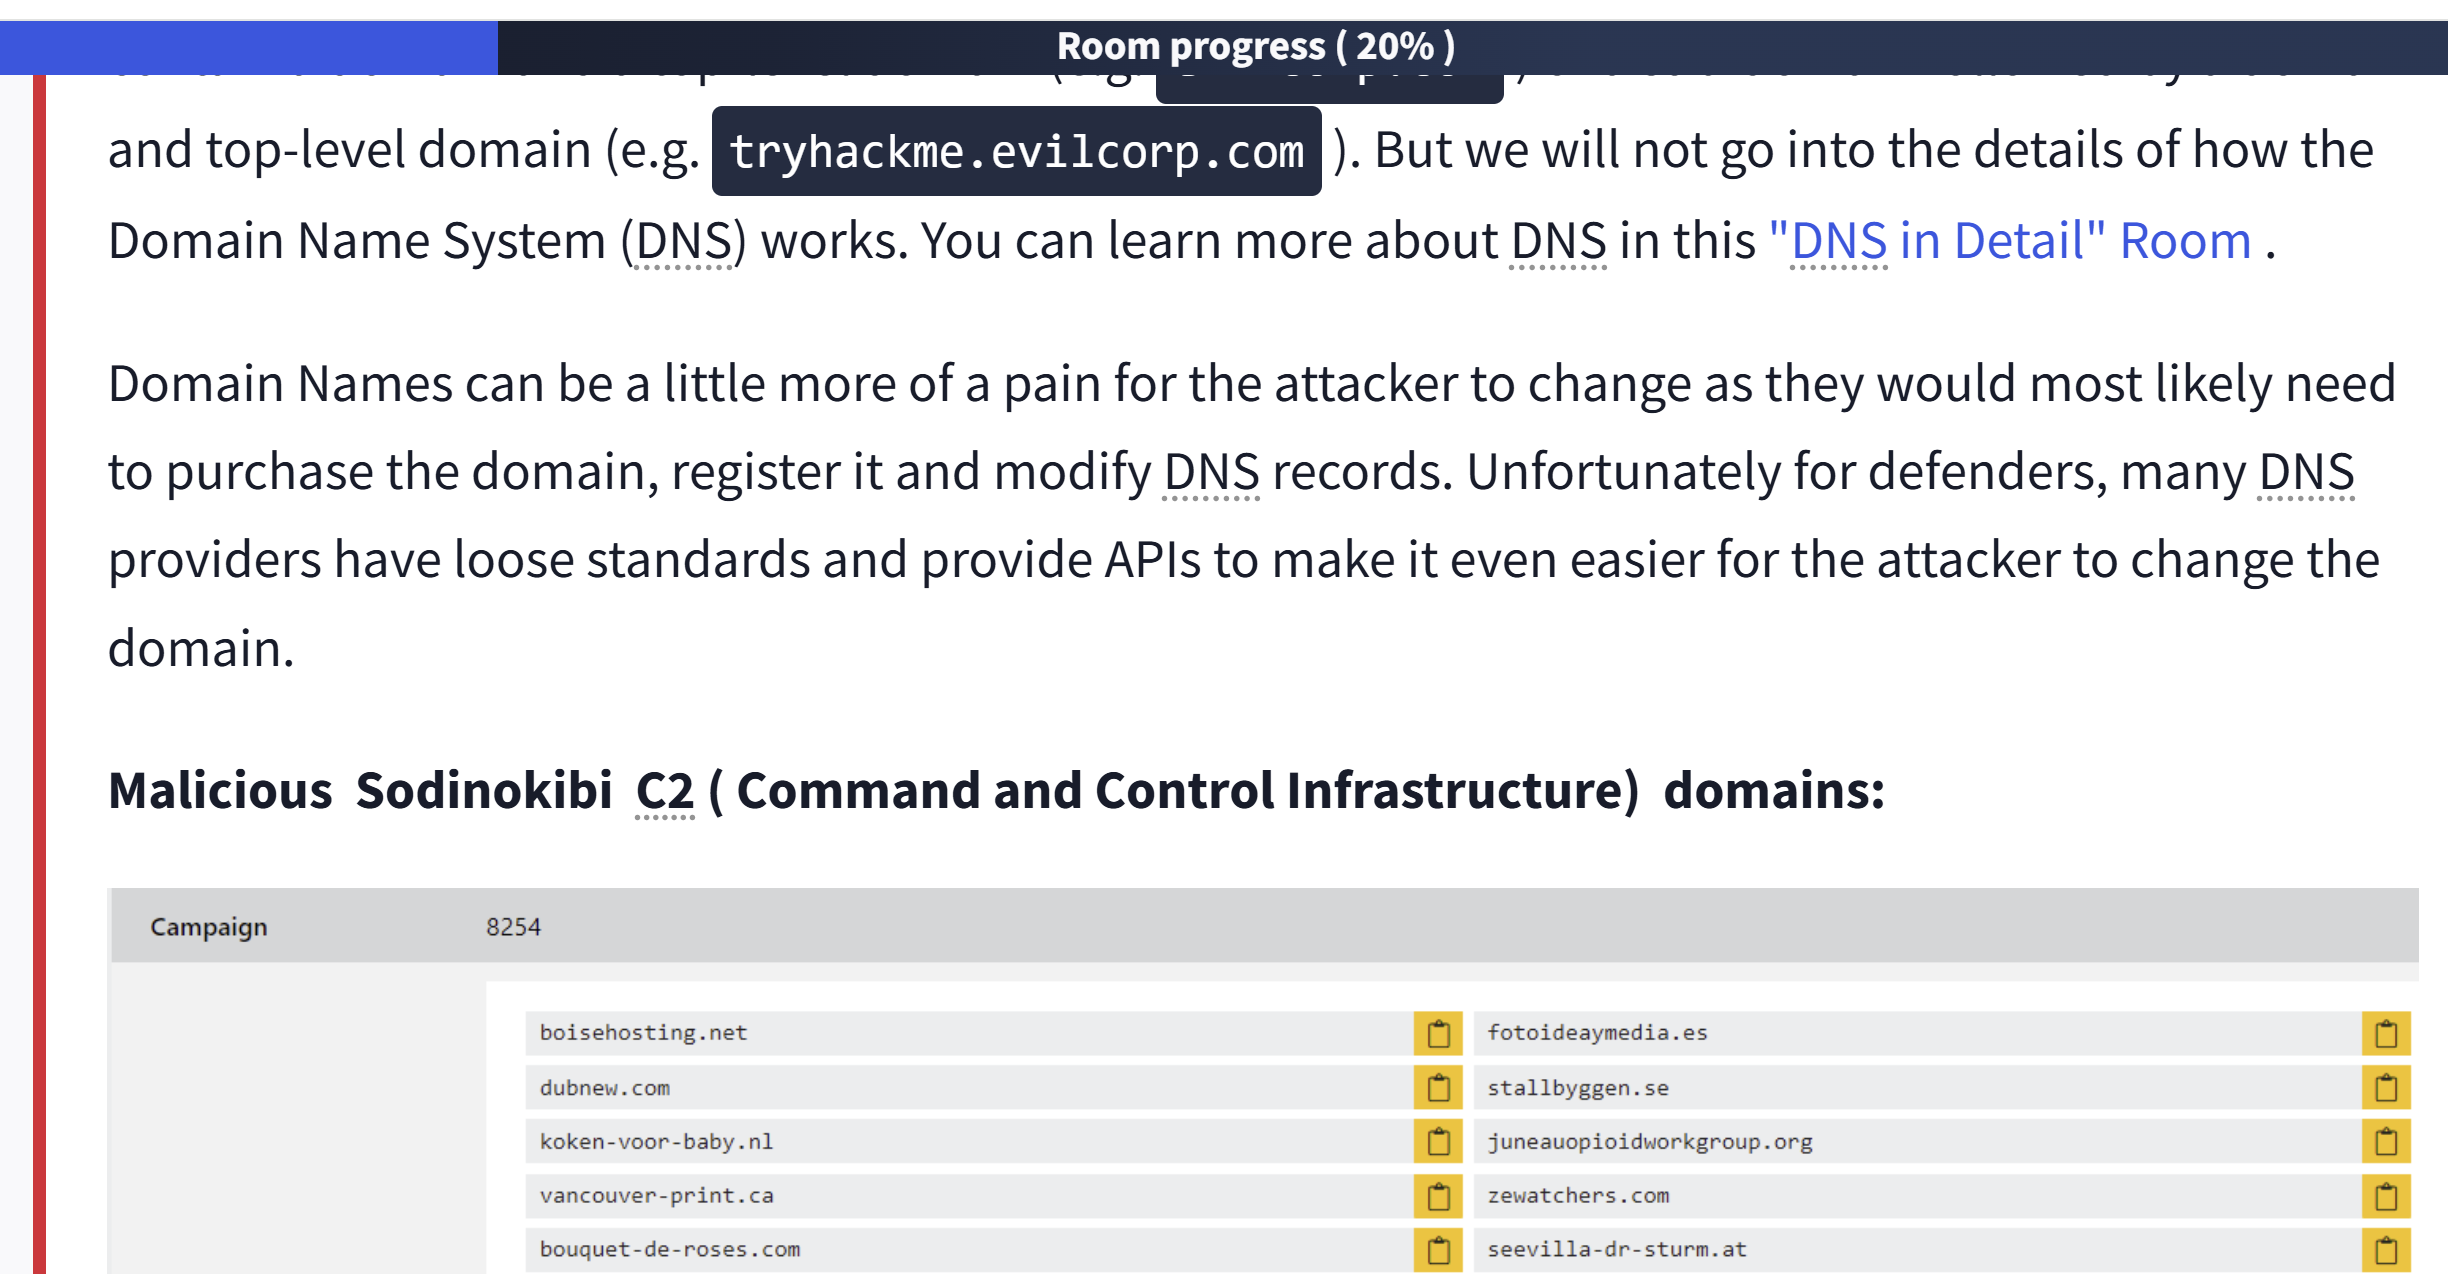 Room progress ( 20% )
and top-level domain (e.g. tryhackme.evilcorp.com ). But we will not go into the details of how the
Domain Name System (DNS) works. You can learn more about DNS in this "DNS in Detail" Room .
Domain Names can be a little more of a pain for the attacker to change as they would most likely need
to purchase the domain, register it and modify DNS records. Unfortunately for defenders, many DNS
providers have loose standards and provide APIs to make it even easier for the attacker to change the
domain.
Malicious Sodinokibi C2 ( Command and Control Infrastructure) domains:
Campaign 8254
boisehosting.net fotoideaymedia.es
dubnew.com stallbyggen.se
koken-voor-baby.nl juneauopioidworkgroup.org
vancouver-print.ca zewatchers.com
bouquet-de-roses.com seevilla-dr-sturm.at